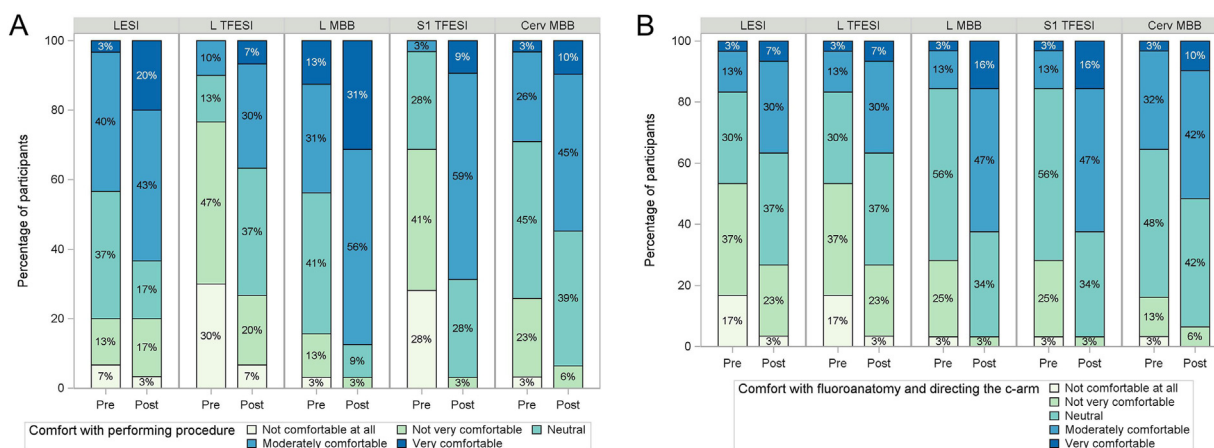 A
LESI L TFESI L MBB S1 TFESI Cerv MBB
Percentage of participants
100
80
60
40
20
0
3% 40% 37% 13% 7%
20% 43% 17% 17% 3%
10% 13% 47% 30%
7% 30% 37% 20% 7%
13% 31% 41% 13% 3%
31% 56% 9% 3%
3% 28% 41% 28%
9% 59% 28% 3%
3% 26% 45% 23% 3%
10% 45% 39% 6%
Pre Post Pre Post Pre Post Pre Post Pre Post
Comfort with performing procedure Not comfortable at all Not very comfortable Neutral
Moderately comfortable Very comfortable
B
LESI L TFESI L MBB S1 TFESI Cerv MBB
Percentage of participants
100
80
60
40
20
0
3% 13% 30% 37% 17%
7% 30% 37% 23% 3%
3% 13% 30% 37% 17%
7% 30% 37% 23% 3%
3% 13% 56% 25% 3%
16% 47% 34% 3%
3% 13% 56% 25% 3%
16% 47% 34% 3%
3% 32% 48% 13% 3%
10% 42% 42% 6%
Pre Post Pre Post Pre Post Pre Post Pre Post
Comfort with fluoroanatomy and directing the c-arm
Not comfortable at all
Not very comfortable
Neutral
Moderately comfortable
Very comfortable